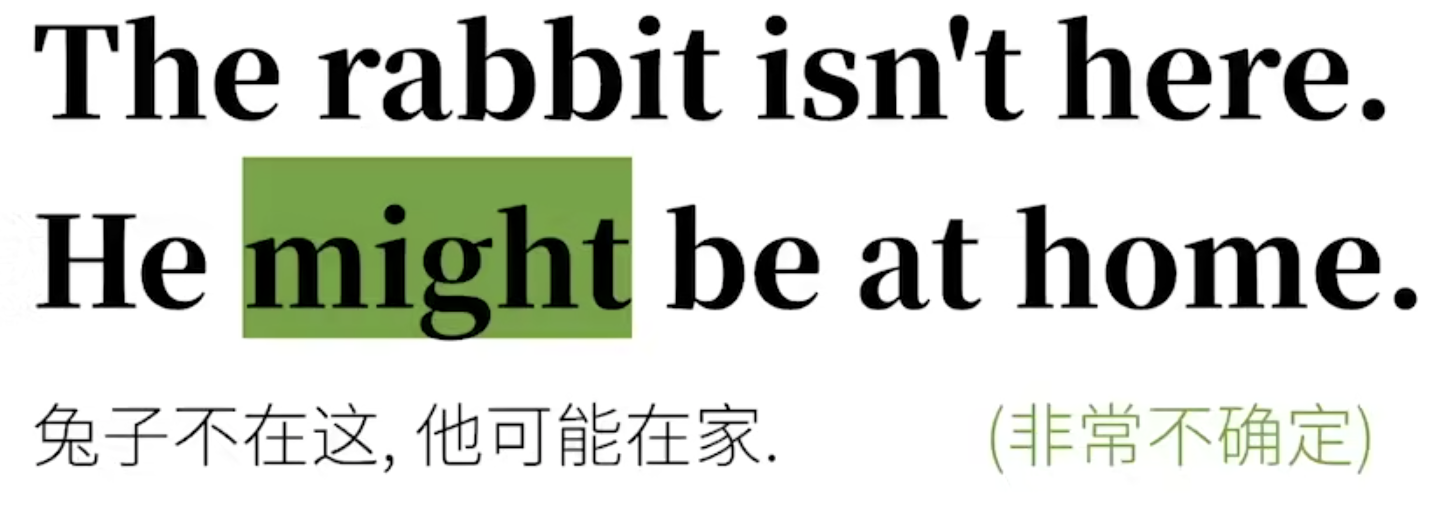 The rabbit isn't here.
He might be at home.
兔子不在这, 他可能在家. (非常不确定)